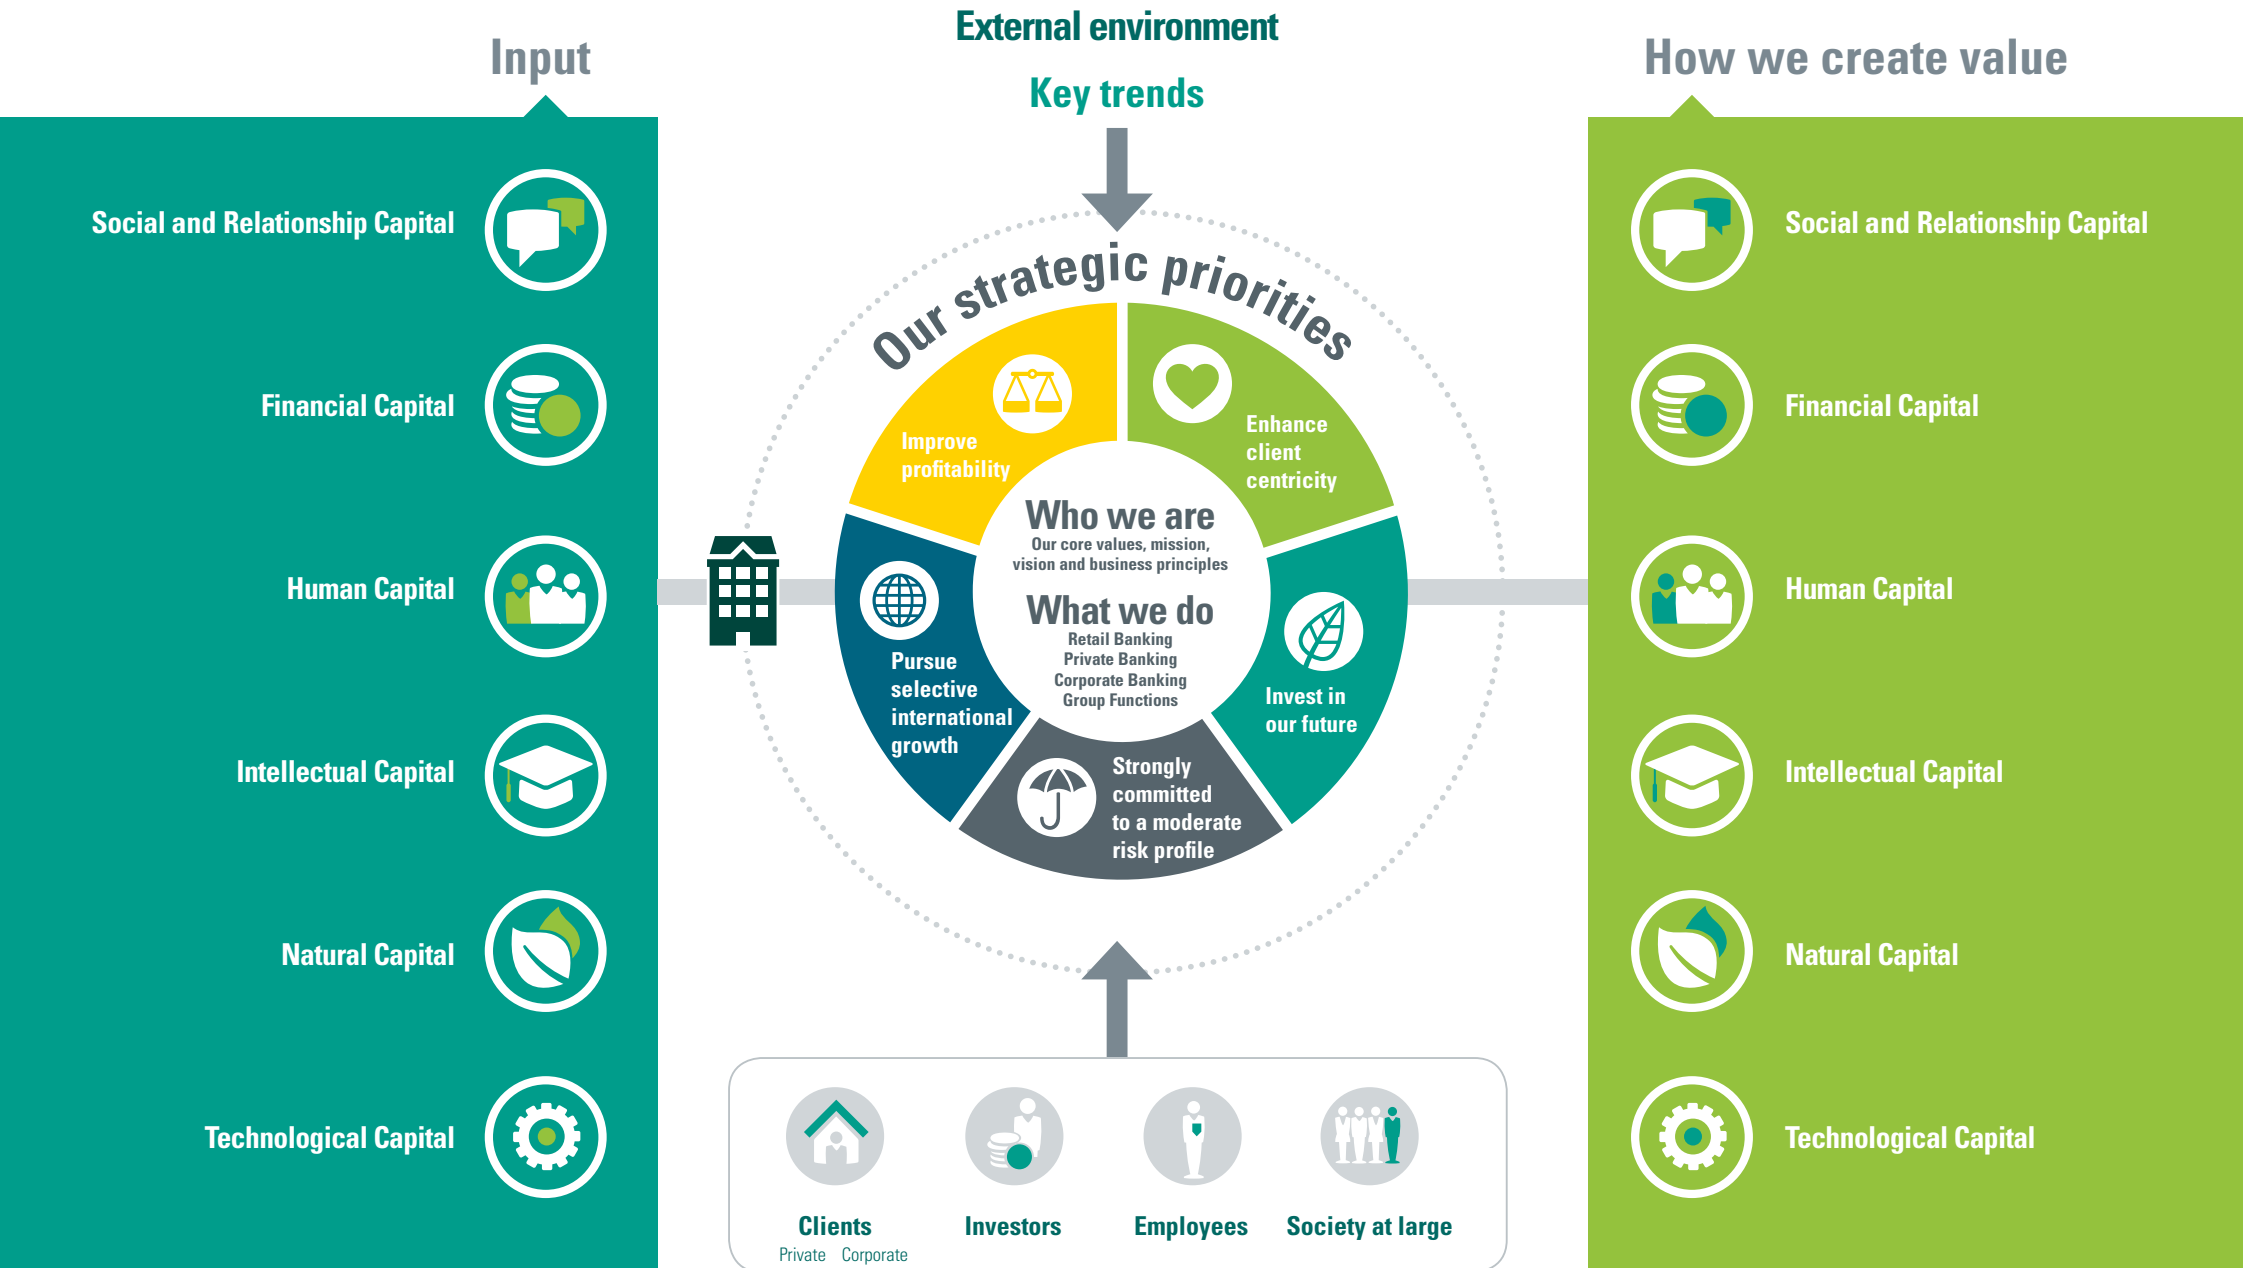 External environment
Key trends
Input
Social and Relationship Capital
Financial Capital
Human Capital
Intellectual Capital
Natural Capital
Technological Capital
Our strategic priorities
Improve
profitability
Enhance
client
centricity
Pursue
selective
international
growth
Invest in
our future
Strongly
committed
to a moderate
risk profile
Who we are
Our core values, mission,
vision and business principles
What we do
Retail Banking
Private Banking
Corporate Banking
Group Functions
Clients
Private Corporate
Investors
Employees
Society at large
How we create value
Social and Relationship Capital
Financial Capital
Human Capital
Intellectual Capital
Natural Capital
Technological Capital